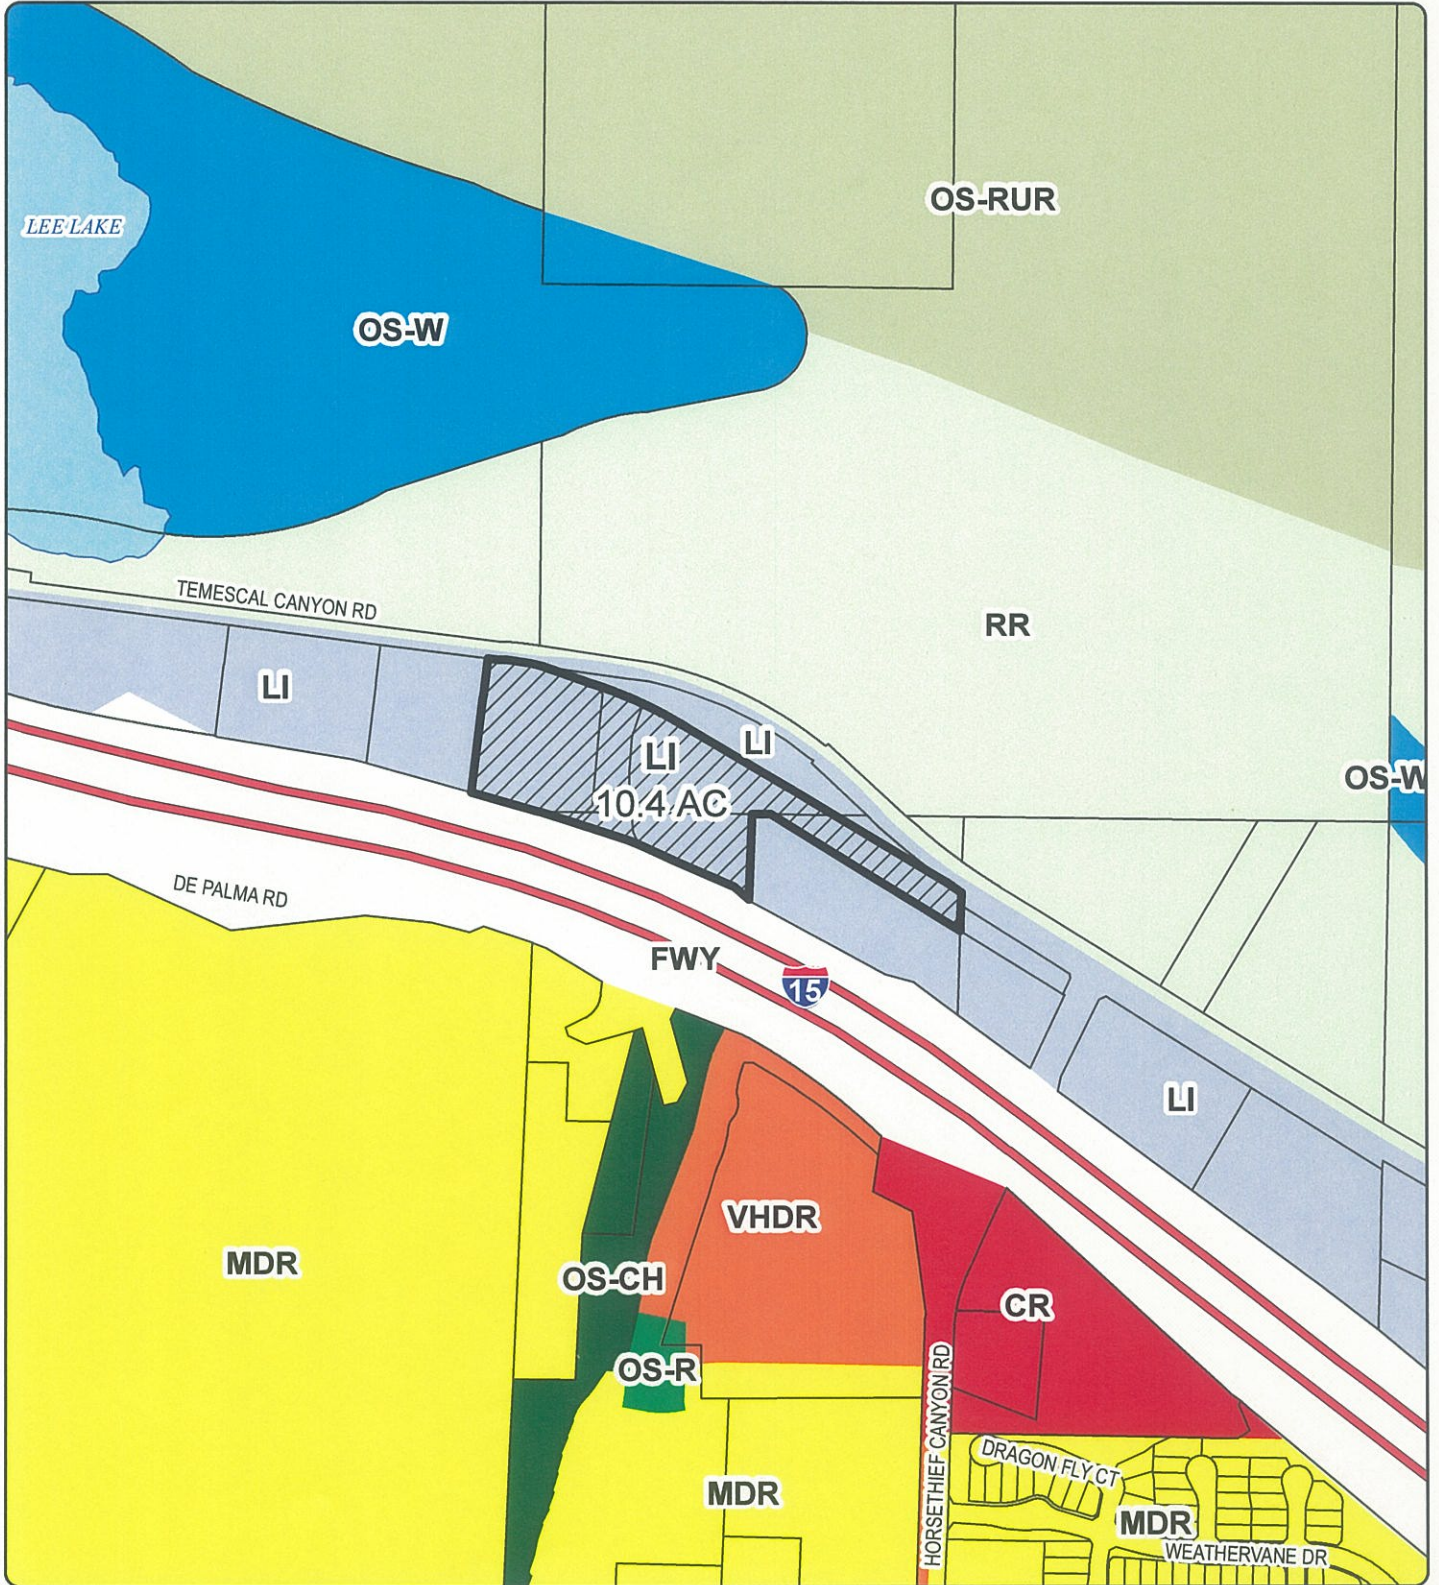 OS-RUR
LEE LAKE
OS-W
TEMESCAL CANYON RD
RR
LI
LI
LI
10.4 AC
OS-W
DE PALMA RD
FWY
15
LI
VHDR
MDR
OS-CH
CR
OS-R
HORSETHIEF CANYON RD
DRAGON FLY CT
MDR
MDR
WEATHERVANE DR